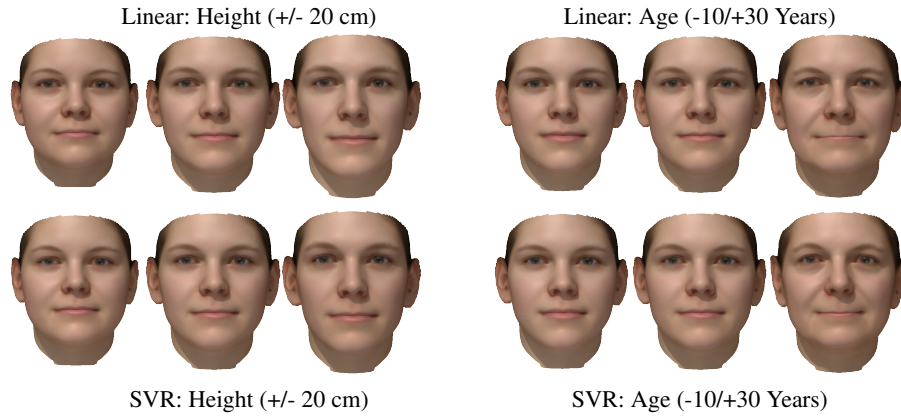 Linear: Height (+/- 20 cm)
Linear: Age (-10/+30 Years)
SVR: Height (+/- 20 cm)
SVR: Age (-10/+30 Years)